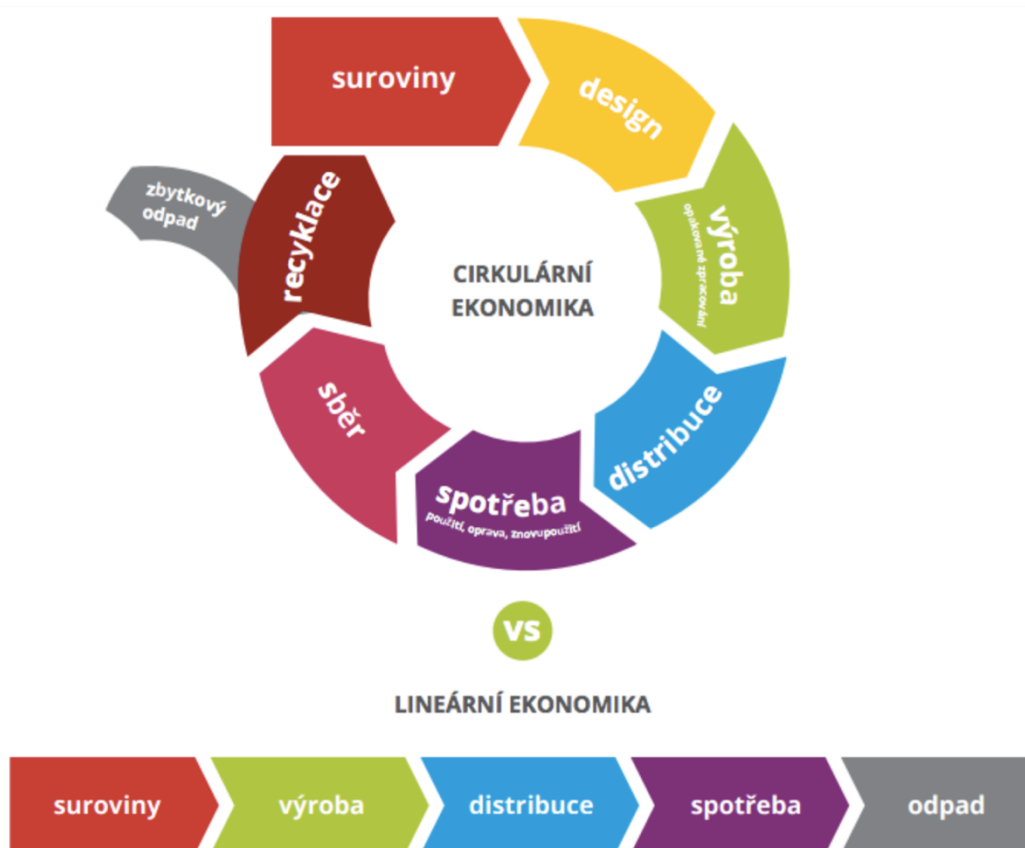 suroviny
design
výroba
opakované zpracování
distribuce
spotřeba
použití, oprava, znovupoužití
sběr
recyklace
zbytkový
odpad
CIRKULÁRNÍ
EKONOMIKA
VS
LINEÁRNÍ EKONOMIKA
suroviny
výroba
distribuce
spotřeba
odpad